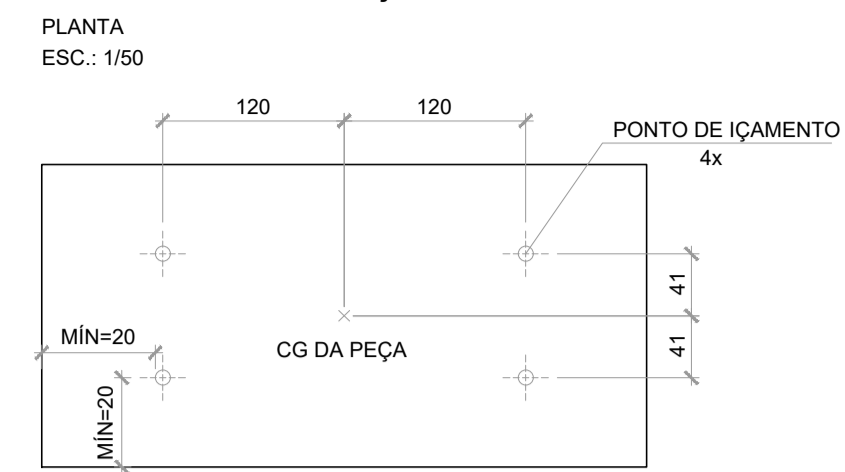 PLANTA
ESC.: 1/50
120
120
PONTO DE IÇAMENTO
4x
41
MÍN=20
CG DA PEÇA
41
MÍN=20